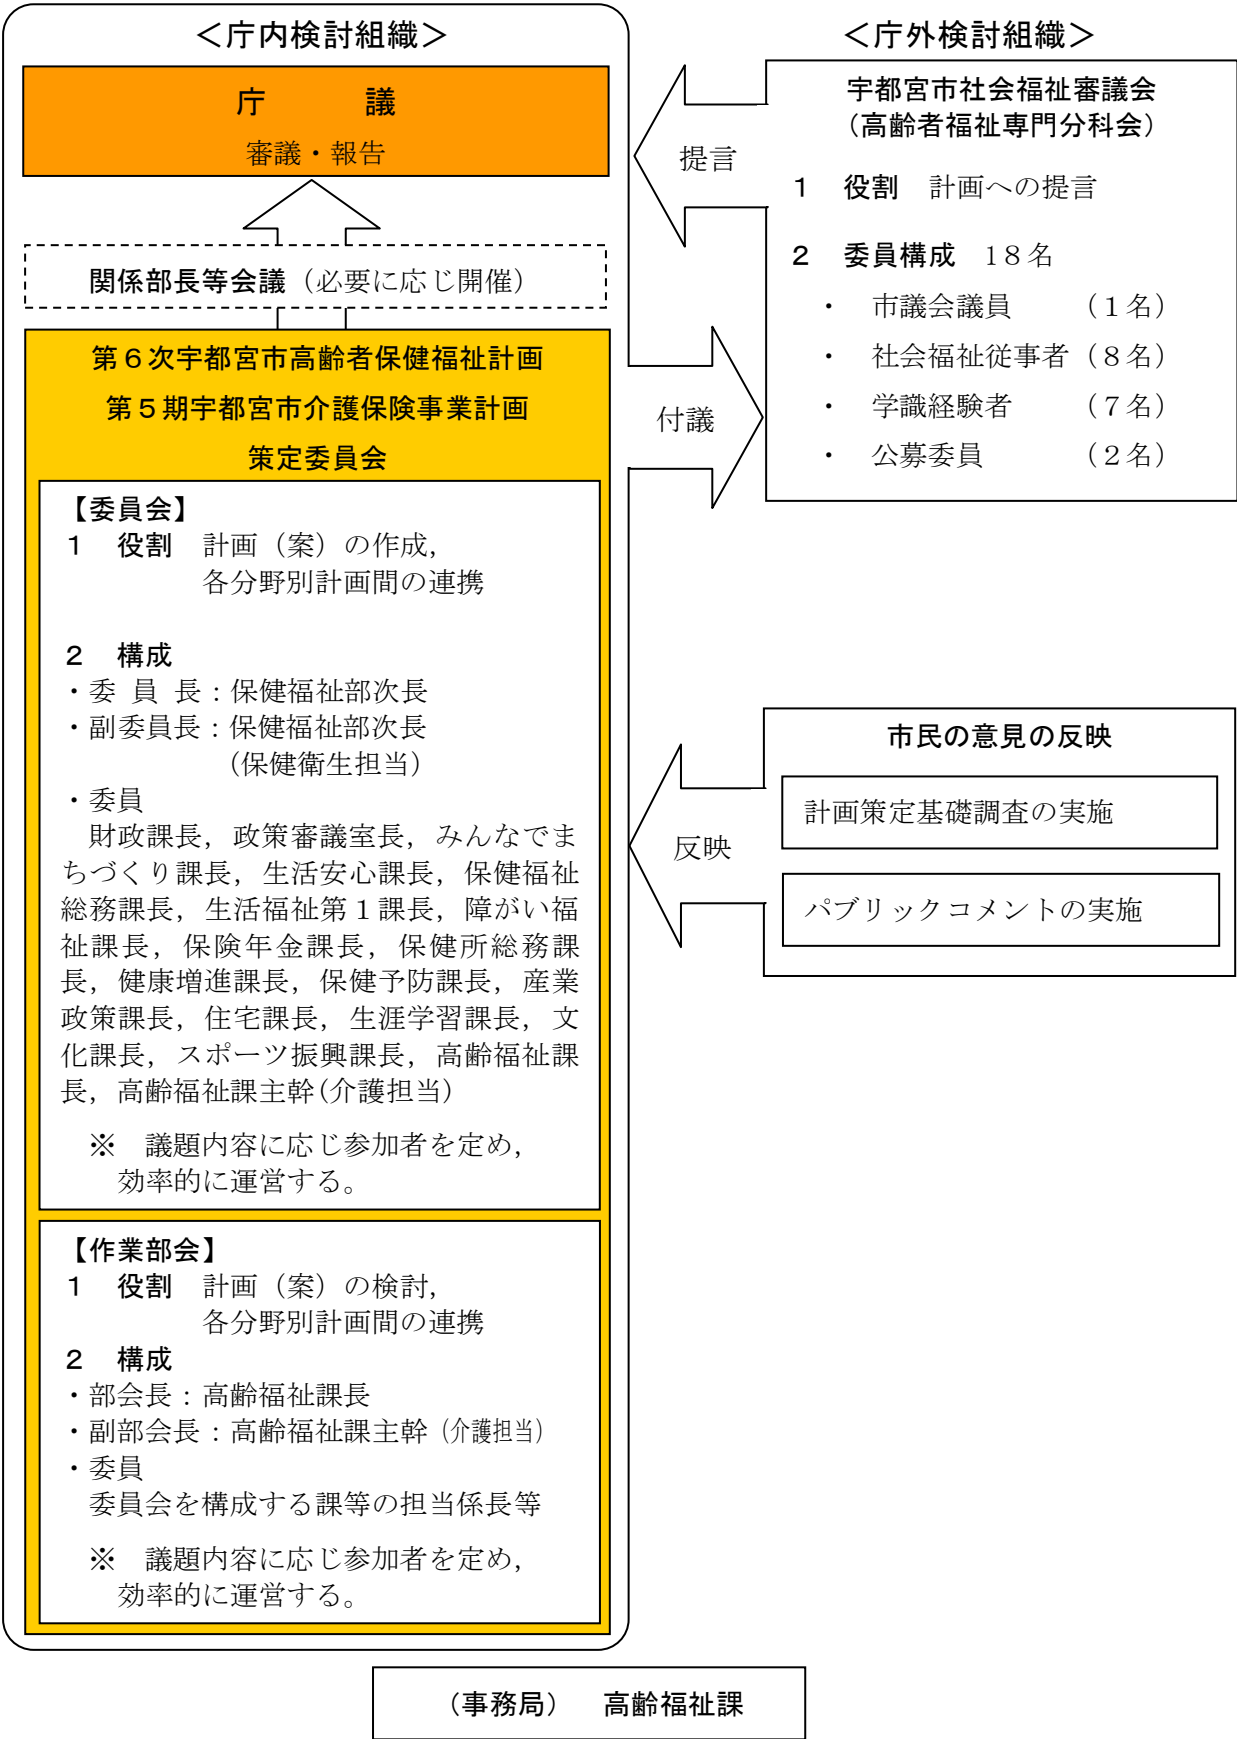 ＜庁内検討組織＞
庁　　　議
審議・報告
関係部長等会議（必要に応じ開催）
第６次宇都宮市高齢者保健福祉計画
第５期宇都宮市介護保険事業計画
策定委員会
【委員会】
１　役割　計画（案）の作成，
各分野別計画間の連携
２　構成
・委 員 長：保健福祉部次長
・副委員長：保健福祉部次長
（保健衛生担当）
・委員
財政課長，政策審議室長，みんなでま
ちづくり課長，生活安心課長，保健福祉
総務課長，生活福祉第１課長，障がい福
祉課長，保険年金課長，保健所総務課
長，健康増進課長，保健予防課長，産業
政策課長，住宅課長，生涯学習課長，文
化課長，スポーツ振興課長，高齢福祉課
長，高齢福祉課主幹(介護担当)
※　議題内容に応じ参加者を定め，
効率的に運営する。
【作業部会】
１　役割　計画（案）の検討，
各分野別計画間の連携
２　構成
・部会長：高齢福祉課長
・副部会長：高齢福祉課主幹（介護担当）
・委員
委員会を構成する課等の担当係長等
※　議題内容に応じ参加者を定め，
効率的に運営する。
提言
付議
反映
＜庁外検討組織＞
宇都宮市社会福祉審議会
（高齢者福祉専門分科会）
１　役割　計画への提言
２　委員構成　１８名
・　市議会議員　　（１名）
・　社会福祉従事者（８名）
・　学識経験者　　（７名）
・　公募委員　　　（２名）
市民の意見の反映
計画策定基礎調査の実施
パブリックコメントの実施
（事務局）　高齢福祉課